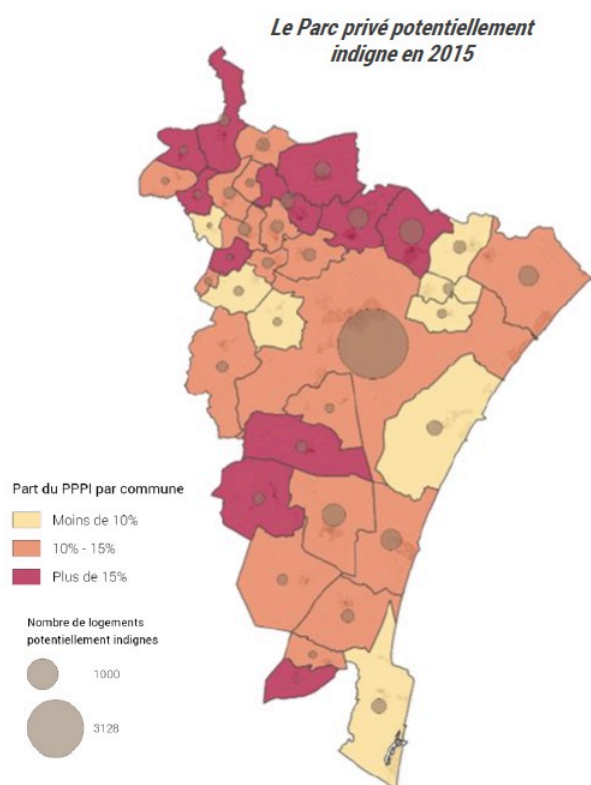 Le Parc privé potentiellement
indigne en 2015
Part du PPPI par commune
Moins de 10%
10% - 15%
Plus de 15%
Nombre de logements
potentiellement indignes
1000
3128